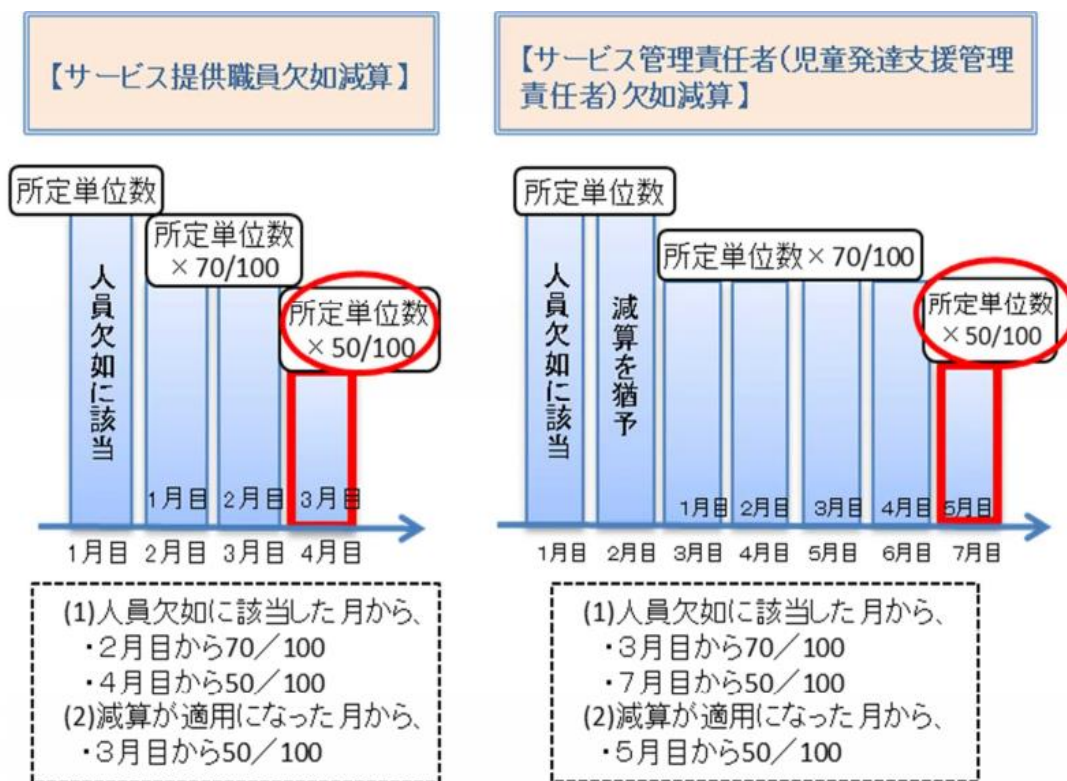 【サービス提供職員欠如減算】
所定単位数
所定単位数
×70/100
所定単位数
×50/100
人員欠如に該当
1月目
2月目
3月目
1月目
2月目
3月目
4月目
(1)人員欠如に該当した月から、
・２月目から70／100
・４月目から50／100
(2)減算が適用になった月から、
・３月目から50／100
【サービス管理責任者(児童発達支援管理
責任者)欠如減算】
所定単位数
所定単位数×70/100
所定単位数
×50/100
人員欠如に該当
減算を猶予
1月目
2月目
3月目
4月目
5月目
1月目
2月目
3月目
4月目
5月目
6月目
7月目
(1)人員欠如に該当した月から、
・３月目から70／100
・７月目から50／100
(2)減算が適用になった月から、
・５月目から50／100